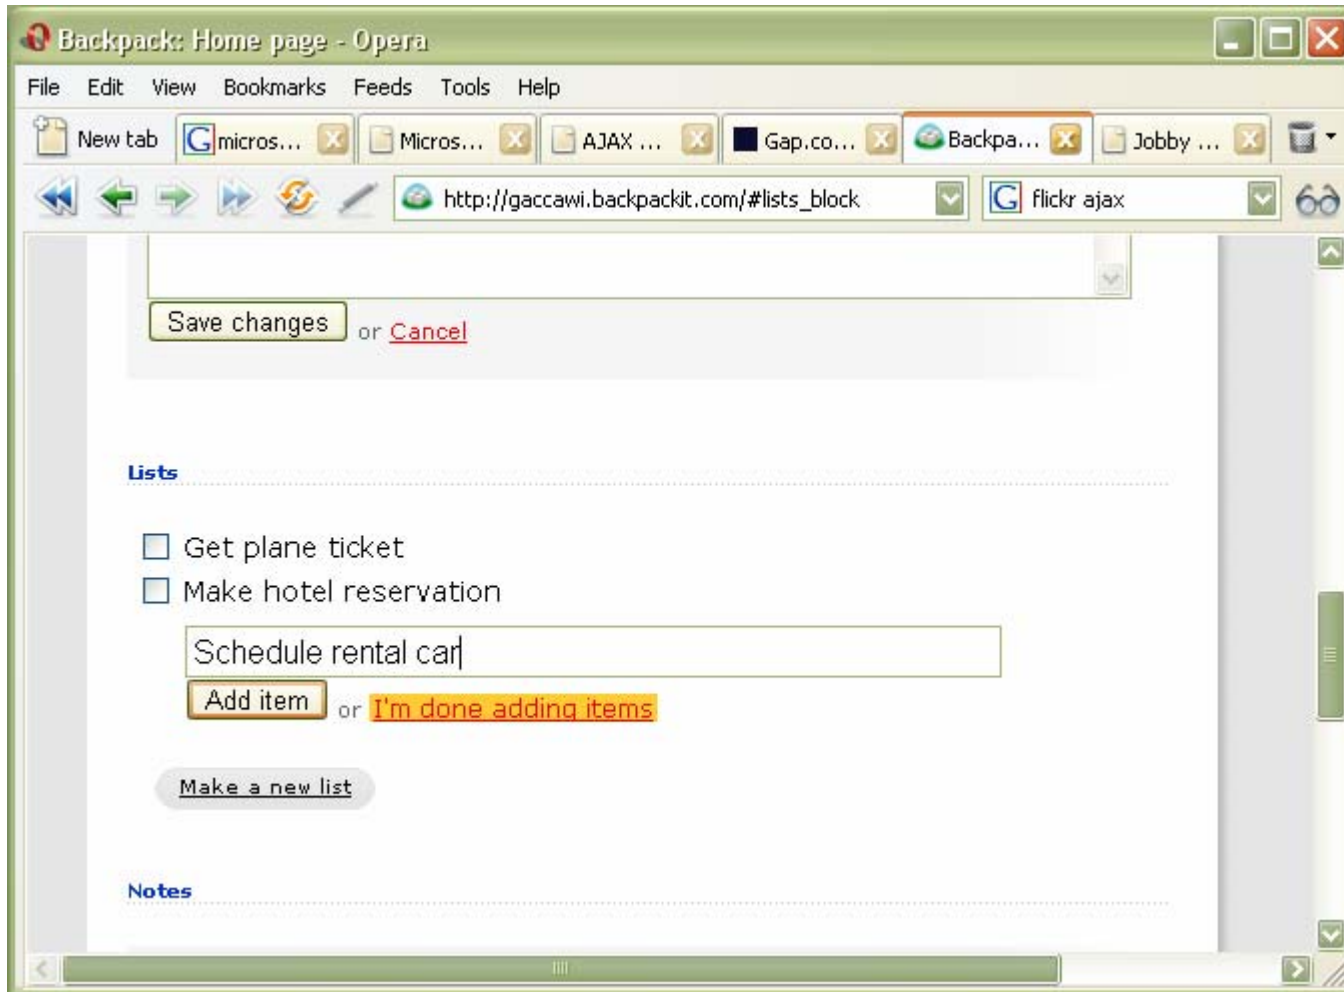 Backpack: Home page - Opera
File Edit View Bookmarks Feeds Tools Help
New tab G micros... Micros... AJAX ... Gap.co... Backpa... Jobby ...
http://gaccawi.backpackit.com/#lists_block G flickr ajax
Save changes or Cancel
Lists
Get plane ticket
Make hotel reservation
Schedule rental car
Add item or I'm done adding items
Make a new list
Notes